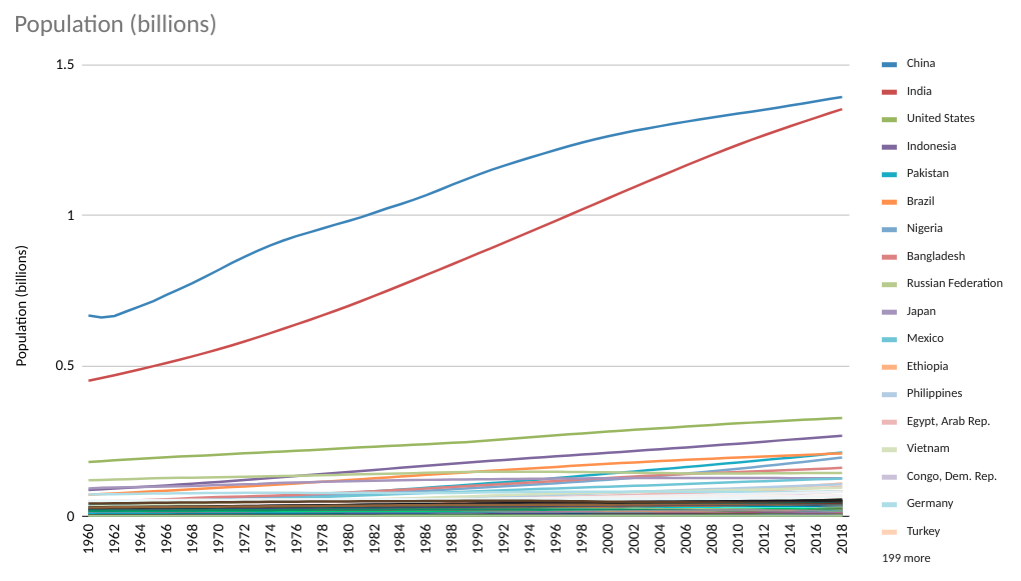 Population (billions)
Population (billions)
1.5
1
0.5
0
1960
1962
1964
1966
1968
1970
1972
1974
1976
1978
1980
1982
1984
1986
1988
1990
1992
1994
1996
1998
2000
2002
2004
2006
2008
2010
2012
2014
2016
2018
China
India
United States
Indonesia
Pakistan
Brazil
Nigeria
Bangladesh
Russian Federation
Japan
Mexico
Ethiopia
Philippines
Egypt, Arab Rep.
Vietnam
Congo, Dem. Rep.
Germany
Turkey
199 more